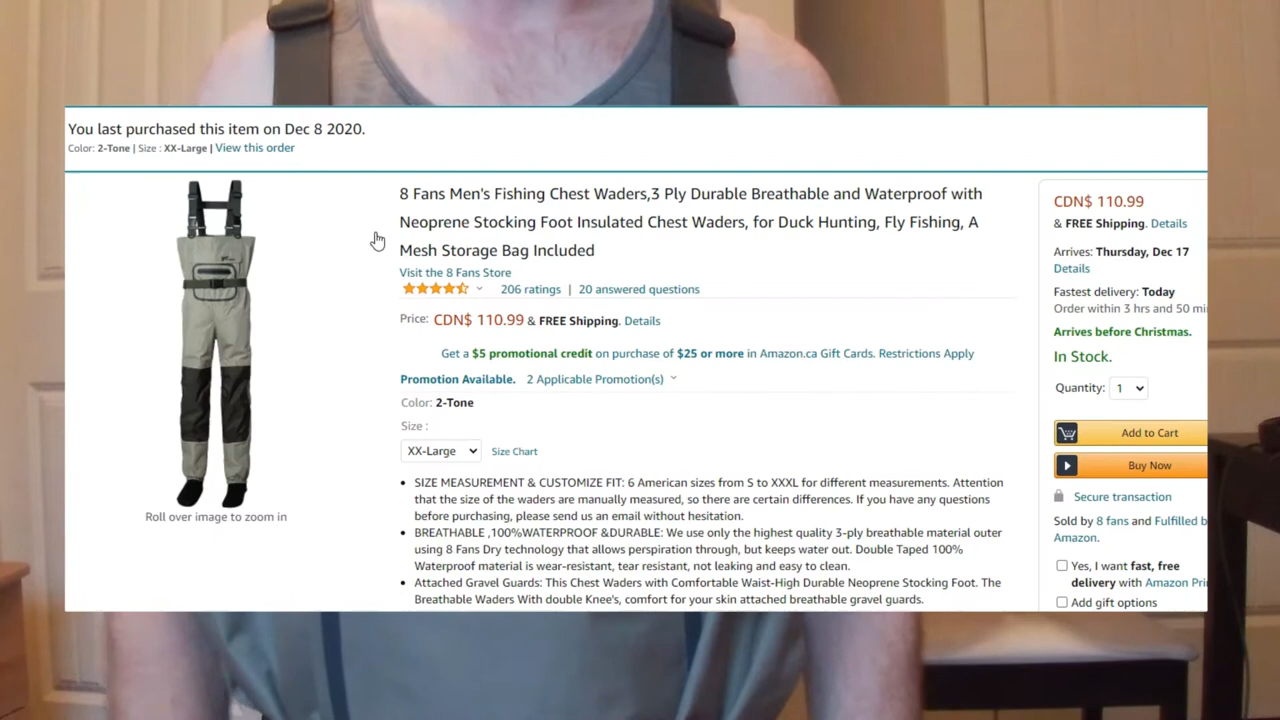 You last purchased this item on Dec 8 2020.
Color: 2-Tone | Size : XX-Large | View this order
8 Fans Men's Fishing Chest Waders,3 Ply Durable Breathable and Waterproof with
Neoprene Stocking Foot Insulated Chest Waders, for Duck Hunting, Fly Fishing, A
Mesh Storage Bag Included
Visit the 8 Fans Store
206 ratings | 20 answered questions
Price: CDN$ 110.99 & FREE Shipping. Details
Get a $5 promotional credit on purchase of $25 or more in Amazon.ca Gift Cards. Restrictions Apply
Promotion Available. 2 Applicable Promotion(s)
Color: 2-Tone
Size :
XX-Large Size Chart
• SIZE MEASUREMENT & CUSTOMIZE FIT: 6 American sizes from S to XXXL for different measurements. Attention
that the size of the waders are manually measured, so there are certain differences. If you have any questions
before purchasing, please send us an email without hesitation.
• BREATHABLE ,100%WATERPROOF &DURABLE: We use only the highest quality 3-ply breathable material outer
using 8 Fans Dry technology that allows perspiration through, but keeps water out. Double Taped 100%
Waterproof material is wear-resistant, tear resistant, not leaking and easy to clean.
• Attached Gravel Guards: This Chest Waders with Comfortable Waist-High Durable Neoprene Stocking Foot. The
Breathable Waders With double Knee's, comfort for your skin attached breathable gravel guards.
Roll over image to zoom in
CDN$ 110.99
& FREE Shipping. Details
Arrives: Thursday, Dec 17
Details
Fastest delivery: Today
Order within 3 hrs and 50
Arrives before Christmas.
In Stock.
Quantity: 1
Add to Cart
Buy Now
Secure transaction
Sold by 8 fans and Fulfilled
Amazon.
Yes, I want fast, free
delivery with Amazon
Add gift options